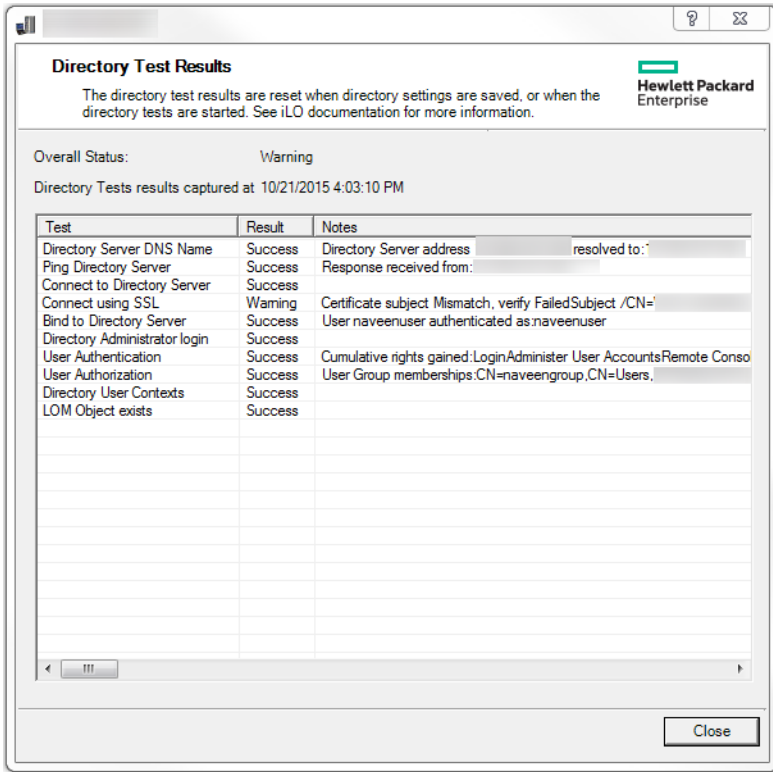 Directory Test Results
The directory test results are reset when directory settings are saved, or when the
directory tests are started. See iLO documentation for more information.
Hewlett Packard
Enterprise
Overall Status: Warning
Directory Tests results captured at 10/21/2015 4:03:10 PM
Test Result Notes
Directory Server DNS Name Success Directory Server address resolved to:
Ping Directory Server Success Response received from:
Connect to Directory Server Success
Connect using SSL Warning Certificate subject Mismatch, verify FailedSubject /CN=
Bind to Directory Server Success User naveenuser authenticated as:naveenuser
Directory Administrator login Success
User Authentication Success Cumulative rights gained:LoginAdminister User AccountsRemote Conso
User Authorization Success User Group memberships:CN=naveengroup,CN=Users,
Directory User Contexts Success
LOM Object exists Success
Close